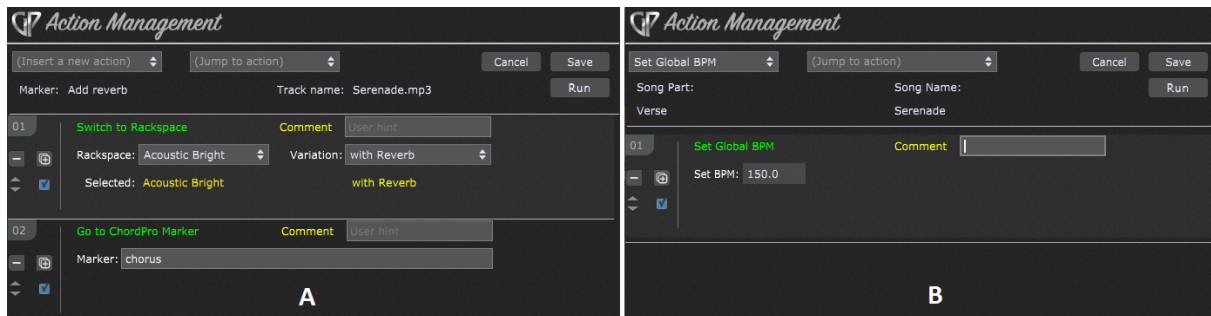 GP Action Management
(Insert a new action) (Jump to action) Cancel Save
Marker: Add reverb Track name: Serenade.mp3 Run
01 Switch to Rackspace Comment User hint
Rackspace: Acoustic Bright Variation: with Reverb
Selected: Acoustic Bright with Reverb
02 Go to ChordPro Marker Comment User hint
Marker: chorus
A
GP Action Management
Set Global BPM (Jump to action) Cancel Save
Song Part: Song Name: Run
Verse Serenade
01 Set Global BPM Comment
Set BPM: 150.0
B